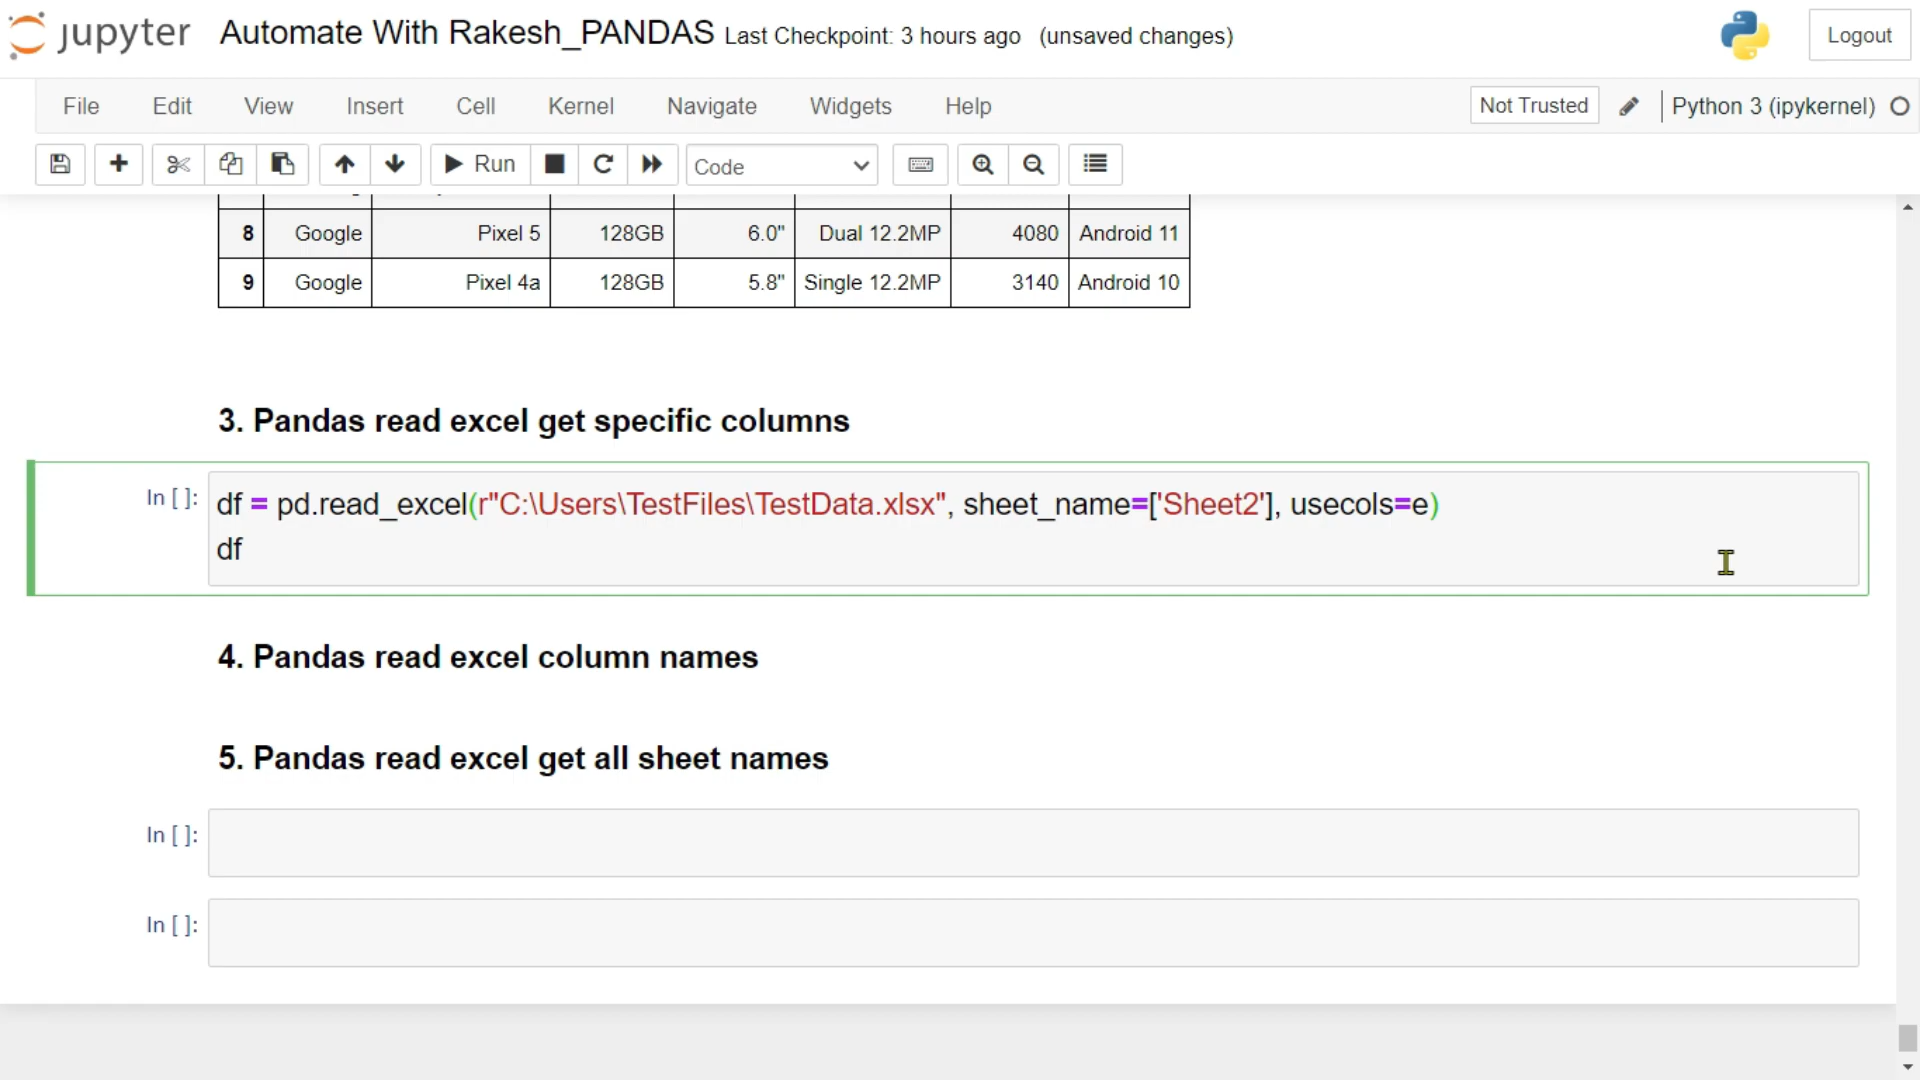 jupyter Automate With Rakesh_PANDAS Last Checkpoint: 3 hours ago (unsaved changes) Logout
File Edit View Insert Cell Kernel Navigate Widgets Help Not Trusted Python 3 (ipykernel)
Run Code
8 Google Pixel 5 128GB 6.0" Dual 12.2MP 4080 Android 11
9 Google Pixel 4a 128GB 5.8" Single 12.2MP 3140 Android 10
3. Pandas read excel get specific columns
In [ ]: df = pd.read_excel(r"C:\Users\TestFiles\TestData.xlsx", sheet_name=['Sheet2'], usecols=e)
df
4. Pandas read excel column names
5. Pandas read excel get all sheet names
In [ ]:
In [ ]: